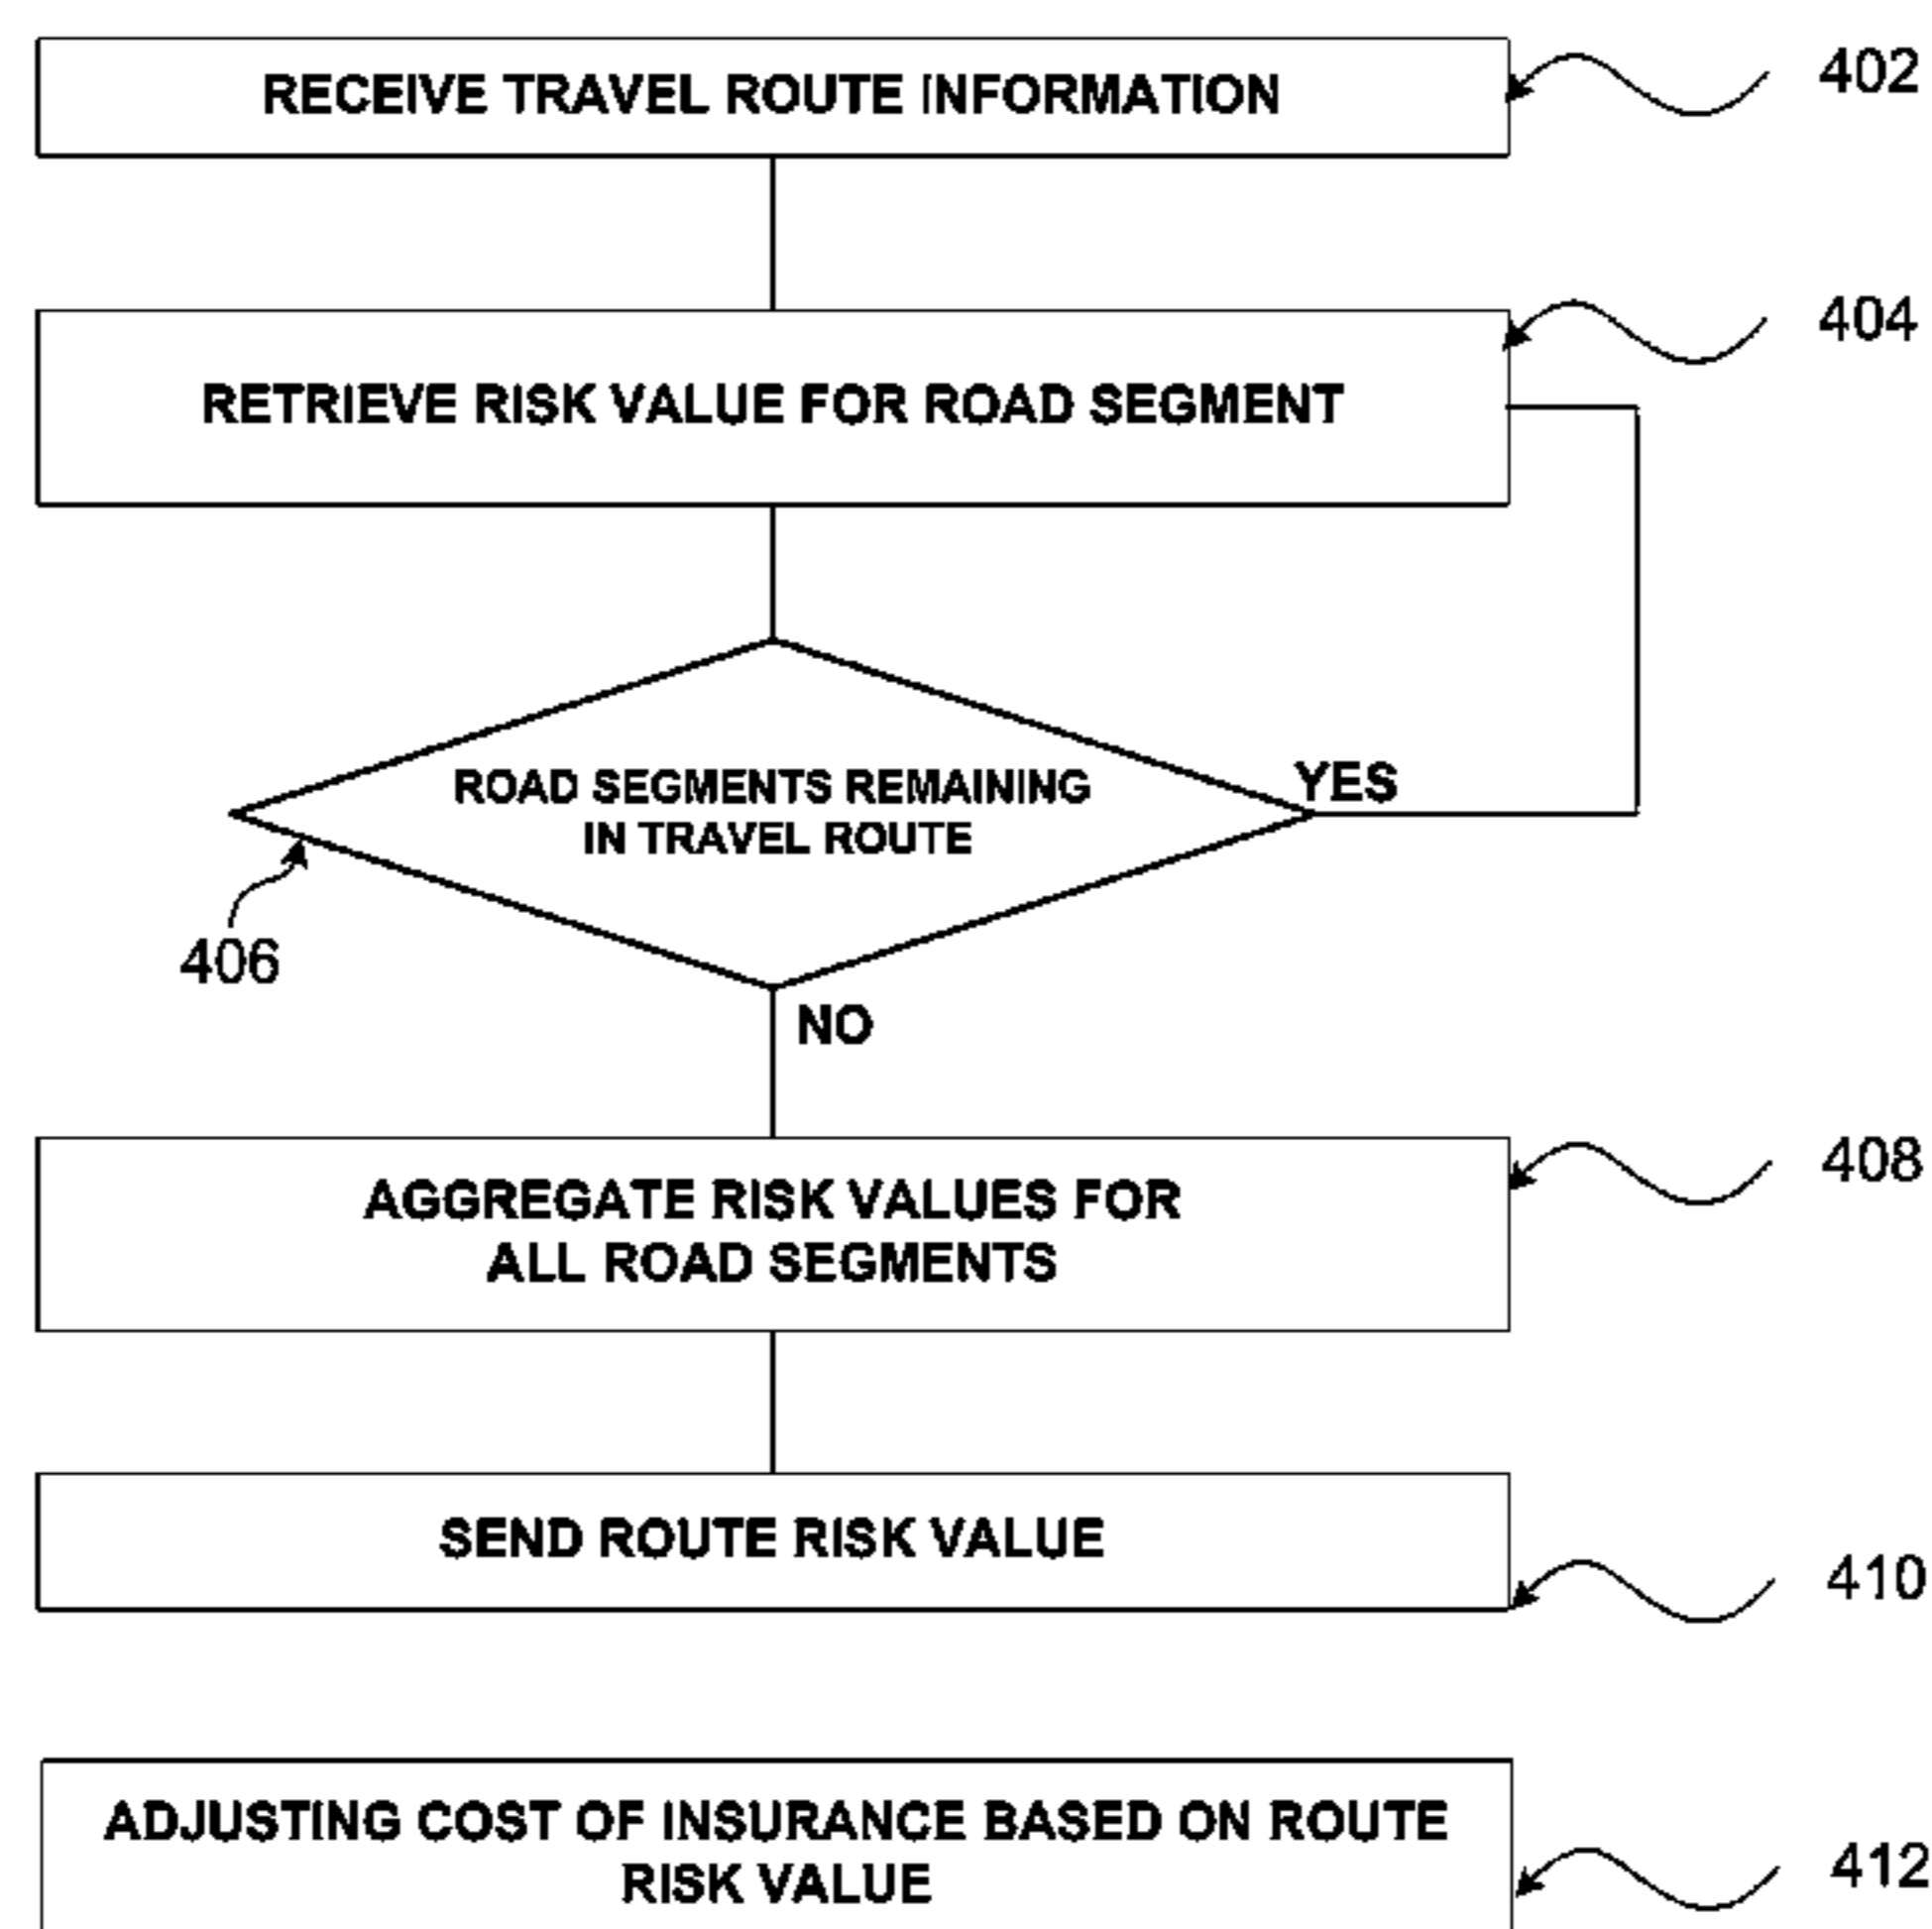 RECEIVE TRAVEL ROUTE INFORMATION
402
RETRIEVE RISK VALUE FOR ROAD SEGMENT
404
ROAD SEGMENTS REMAINING
IN TRAVEL ROUTE
YES
406
NO
AGGREGATE RISK VALUES FOR
ALL ROAD SEGMENTS
408
SEND ROUTE RISK VALUE
410
ADJUSTING COST OF INSURANCE BASED ON ROUTE
RISK VALUE
412